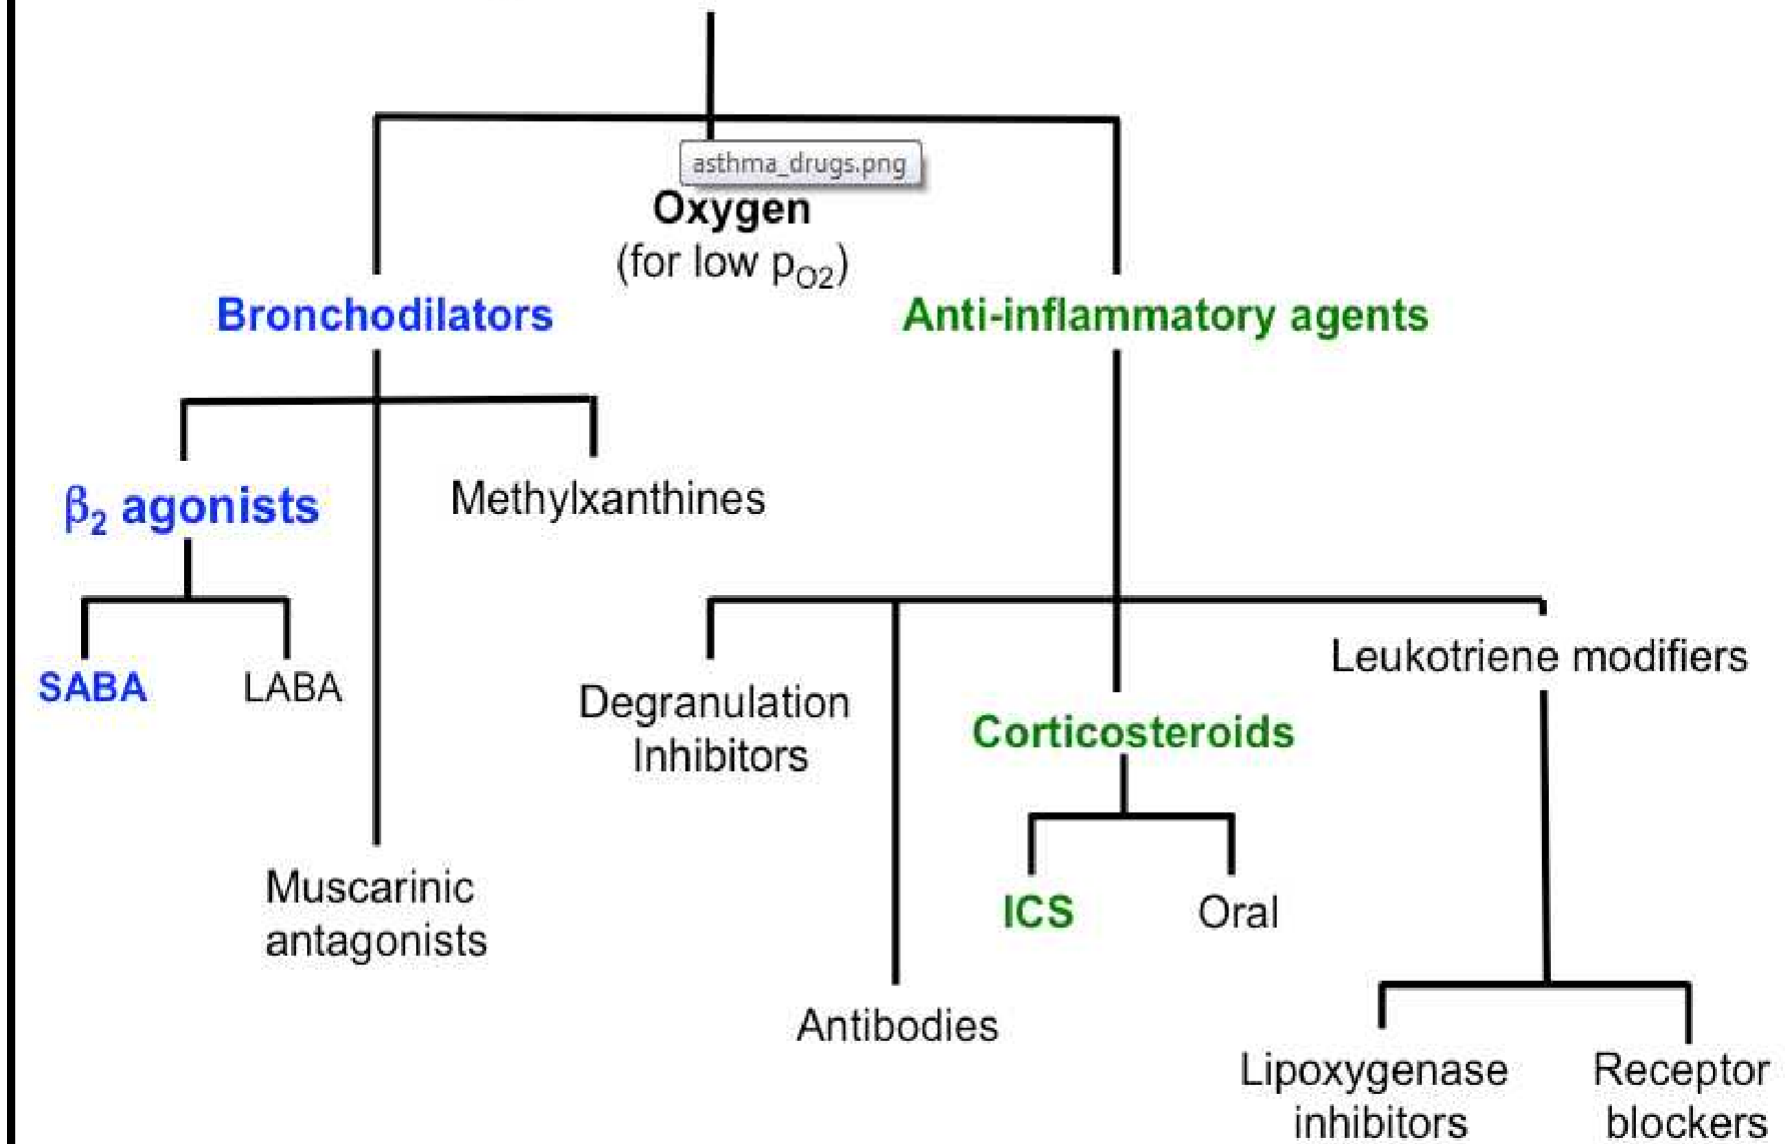 asthma_drugs.png
Oxygen
(for low pO2)
Bronchodilators
Anti-inflammatory agents
β2 agonists
Methylxanthines
SABA
LABA
Leukotriene modifiers
Degranulation
Inhibitors
Corticosteroids
Muscarinic
antagonists
ICS
Oral
Antibodies
Lipoxygenase
inhibitors
Receptor
blockers